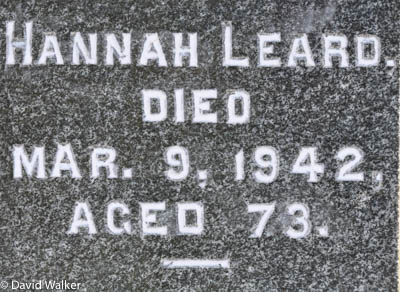 HANNAH LEARD.
DIED
MAR. 9, 1942,
AGED 73.
© David Walker